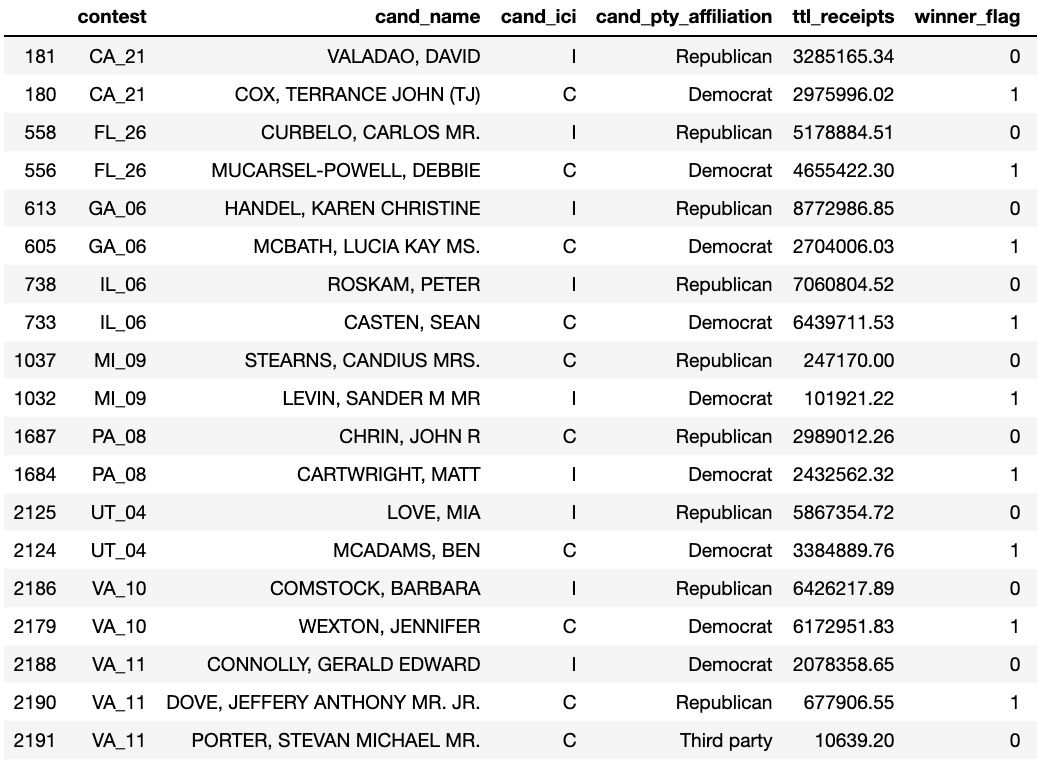 contest cand_name cand_ici cand_pty_affiliation ttl_receipts winner_flag
181 CA_21 VALADAO, DAVID I Republican 3285165.34 0
180 CA_21 COX, TERRANCE JOHN (TJ) C Democrat 2975996.02 1
558 FL_26 CURBELO, CARLOS MR. I Republican 5178884.51 0
556 FL_26 MUCARSEL-POWELL, DEBBIE C Democrat 4655422.30 1
613 GA_06 HANDEL, KAREN CHRISTINE I Republican 8772986.85 0
605 GA_06 MCBATH, LUCIA KAY MS. C Democrat 2704006.03 1
738 IL_06 ROSKAM, PETER I Republican 7060804.52 0
733 IL_06 CASTEN, SEAN C Democrat 6439711.53 1
1037 MI_09 STEARNS, CANDIUS MRS. C Republican 247170.00 0
1032 MI_09 LEVIN, SANDER M MR I Democrat 101921.22 1
1687 PA_08 CHRIN, JOHN R C Republican 2989012.26 0
1684 PA_08 CARTWRIGHT, MATT I Democrat 2432562.32 1
2125 UT_04 LOVE, MIA I Republican 5867354.72 0
2124 UT_04 MCADAMS, BEN C Democrat 3384889.76 1
2186 VA_10 COMSTOCK, BARBARA I Republican 6426217.89 0
2179 VA_10 WEXTON, JENNIFER C Democrat 6172951.83 1
2188 VA_11 CONNOLLY, GERALD EDWARD I Democrat 2078358.65 0
2190 VA_11 DOVE, JEFFERY ANTHONY MR. JR. C Republican 677906.55 1
2191 VA_11 PORTER, STEVAN MICHAEL MR. C Third party 10639.20 0